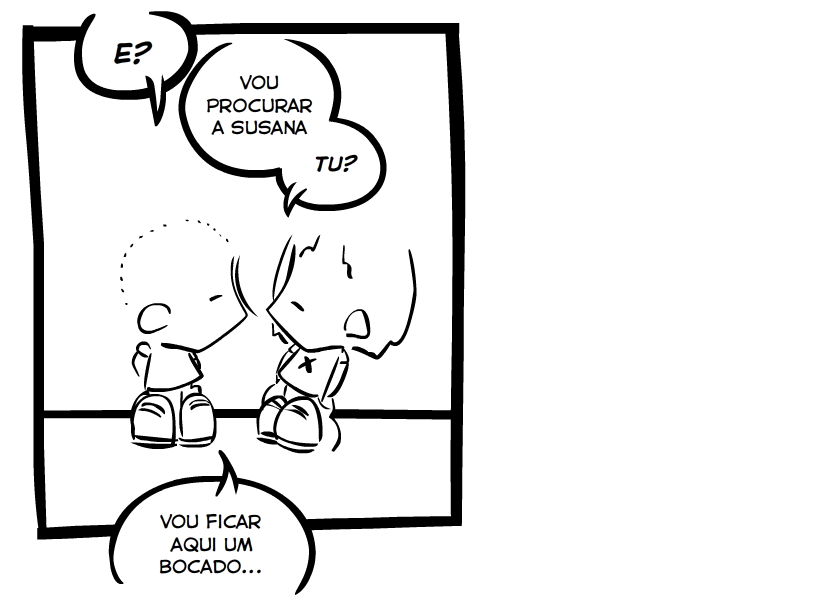 E?
VOU
PROCURAR
A SUSANA
TU?
VOU FICAR
AQUI UM
BOCADO...